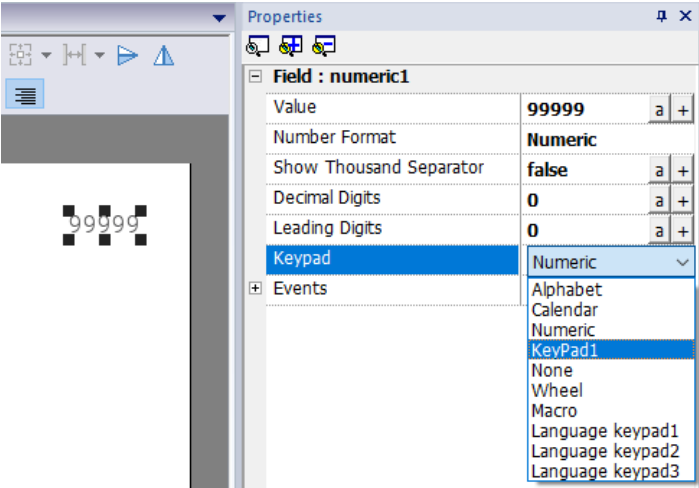 Properties
Field : numeric1
Value 99999 a +
Number Format Numeric
Show Thousand Separator false a +
Decimal Digits 0 a +
Leading Digits 0 a +
Keypad Numeric
Events
Alphabet
Calendar
Numeric
KeyPad1
None
Wheel
Macro
Language keypad1
Language keypad2
Language keypad3
99999